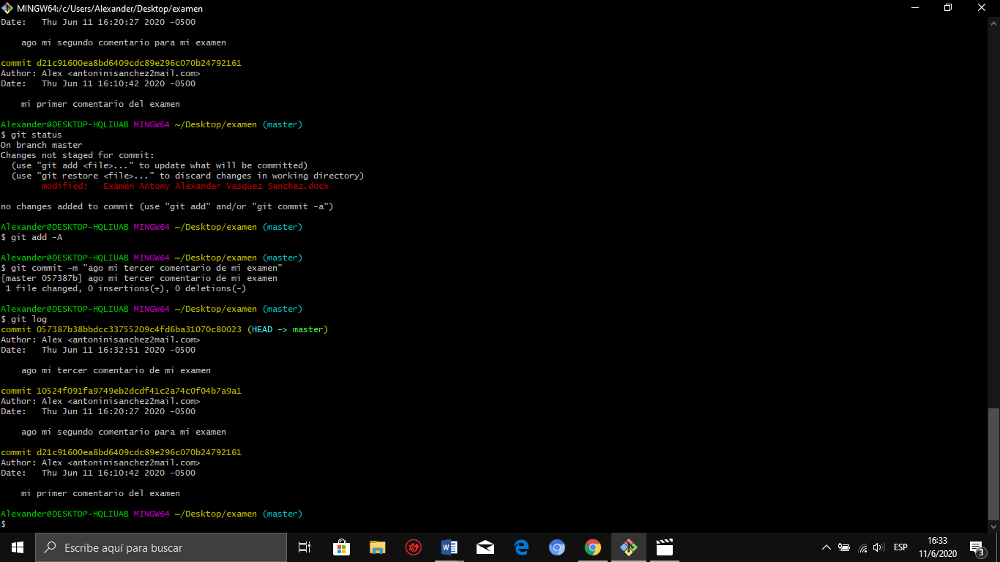 MINGW64:/c/Users/Alexander/Desktop/examen
Date:   Thu Jun 11 16:20:27 2020 -0500
    ago mi segundo comentario para mi examen
commit d21c91600ea8bd6409cdc89e296c070b24792161
Author: Alex <antoninisanchez2mail.com>
Date:   Thu Jun 11 16:10:42 2020 -0500
    mi primer comentario del examen
Alexander@DESKTOP-HQLIUAB MINGW64 ~/Desktop/examen (master)
$ git status
On branch master
Changes not staged for commit:
  (use "git add <file>..." to update what will be committed)
  (use "git restore <file>..." to discard changes in working directory)
        modified:   Examen Antony Alexander Vasquez Sanchez.docx
no changes added to commit (use "git add" and/or "git commit -a")
Alexander@DESKTOP-HQLIUAB MINGW64 ~/Desktop/examen (master)
$ git add -A
Alexander@DESKTOP-HQLIUAB MINGW64 ~/Desktop/examen (master)
$ git commit -m "ago mi tercer comentario de mi examen"
[master 057387b] ago mi tercer comentario de mi examen
 1 file changed, 0 insertions(+), 0 deletions(-)
Alexander@DESKTOP-HQLIUAB MINGW64 ~/Desktop/examen (master)
$ git log
commit 057387b38bbdcc33755209c4fd6ba31070c80023 (HEAD -> master)
Author: Alex <antoninisanchez2mail.com>
Date:   Thu Jun 11 16:32:51 2020 -0500
    ago mi tercer comentario de mi examen
commit 10524f091fa9749eb2dcdf41c2a74c0f04b7a9a1
Author: Alex <antoninisanchez2mail.com>
Date:   Thu Jun 11 16:20:27 2020 -0500
    ago mi segundo comentario para mi examen
commit d21c91600ea8bd6409cdc89e296c070b24792161
Author: Alex <antoninisanchez2mail.com>
Date:   Thu Jun 11 16:10:42 2020 -0500
    mi primer comentario del examen
Alexander@DESKTOP-HQLIUAB MINGW64 ~/Desktop/examen (master)
$
Escribe aquí para buscar
ESP
16:33
11/6/2020
3